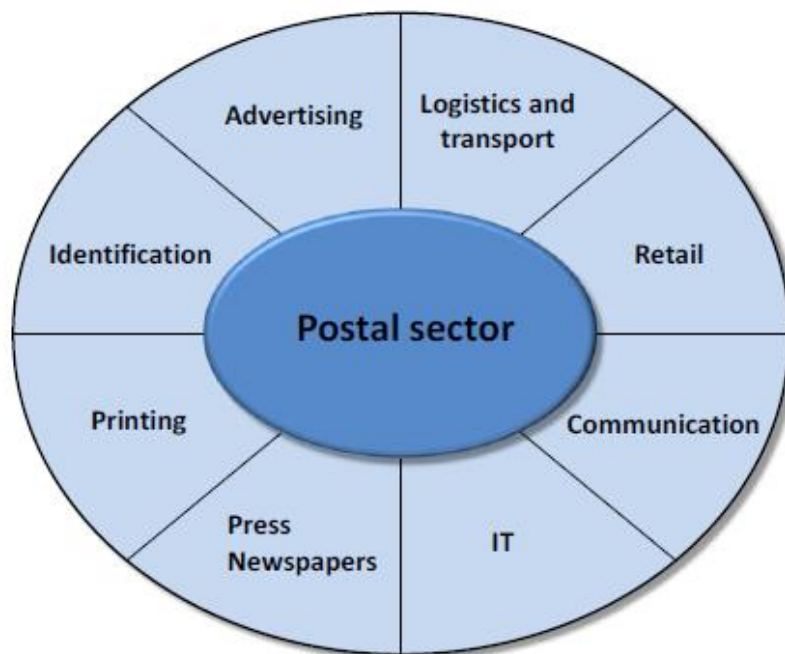 Advertising
Logistics and
transport
Identification
Retail
Postal sector
Printing
Communication
Press
Newspapers
IT